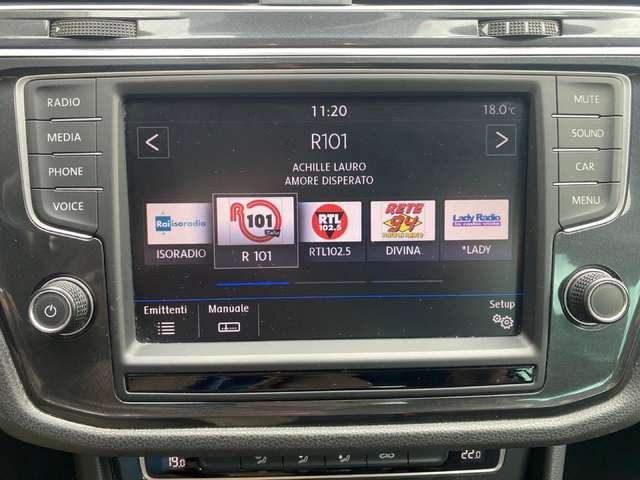 RADIO
MEDIA
PHONE
VOICE
11:20
18.0°C
< R101 >
ACHILLE LAURO
AMORE DISPERATO
Rai isoradio
ISORADIO
R 101
R 101
RTL 102.5
RTL102.5
RETE 94
DIVINA
Lady Radio
*LADY
Emittenti
Manuale
Setup
MUTE
SOUND
CAR
MENU
19.0
22.0